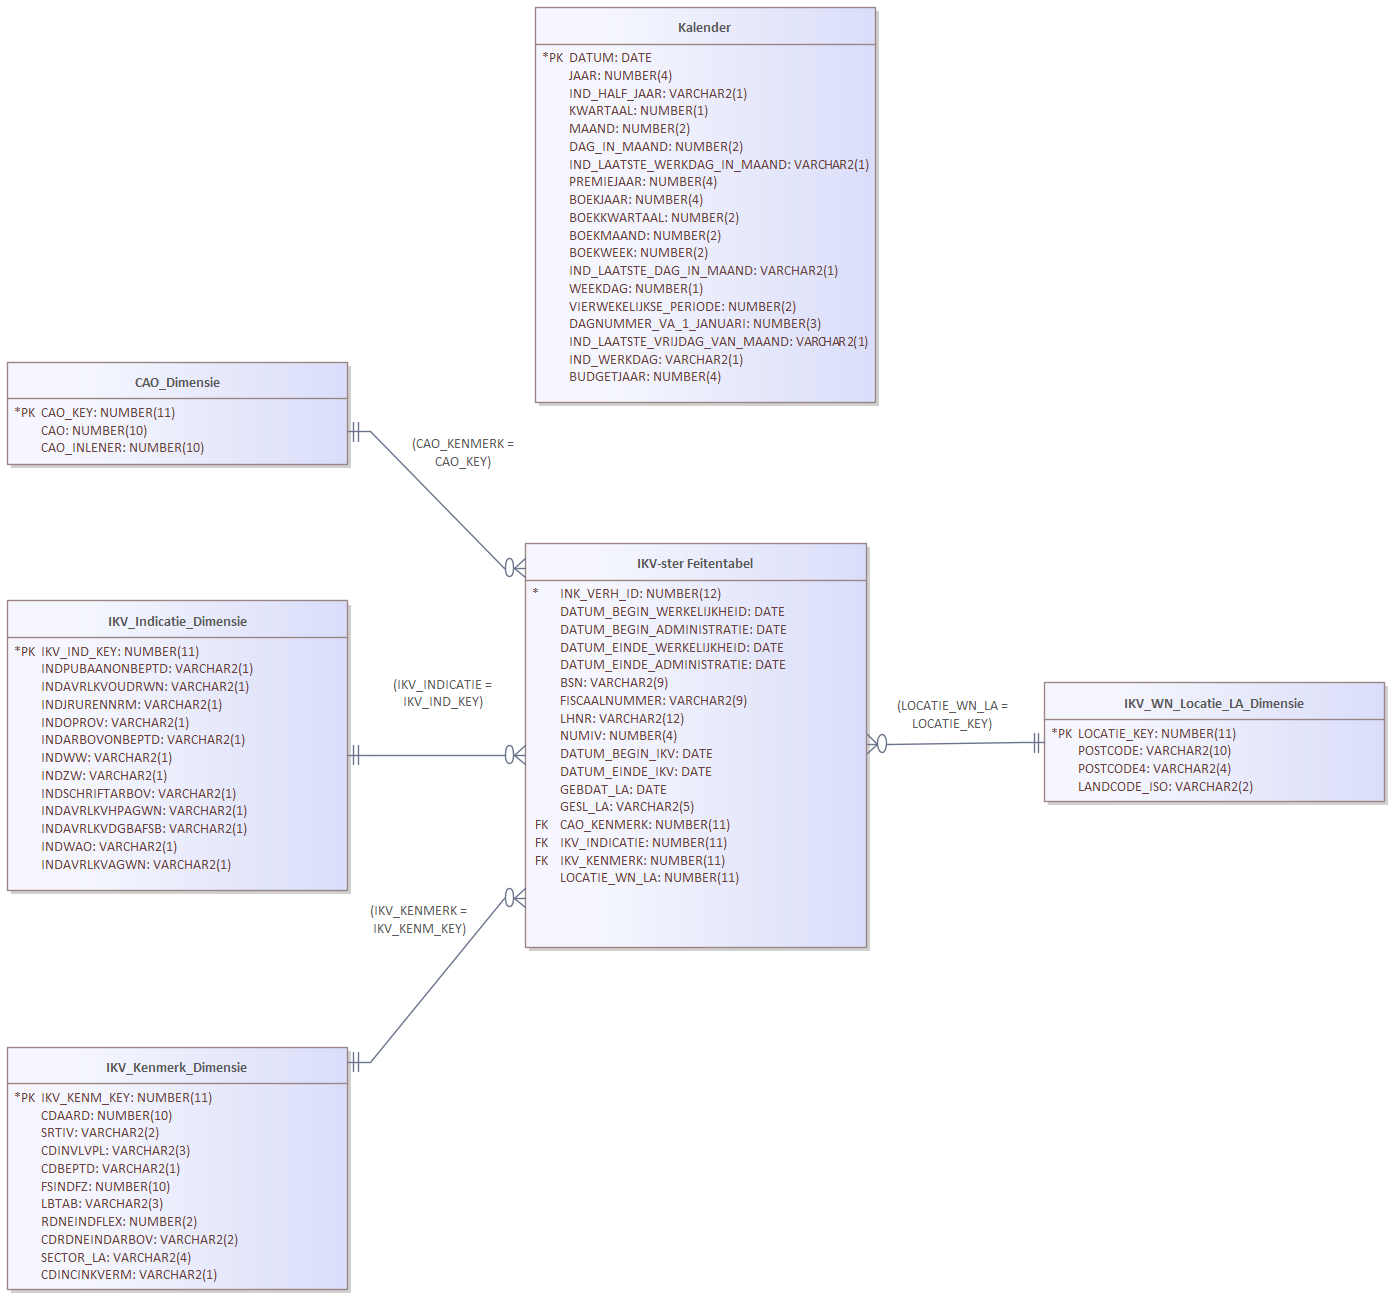 Kalender
*PK DATUM: DATE
JAAR: NUMBER(4)
IND_HALF_JAAR: VARCHAR2(1)
KWARTAAL: NUMBER(1)
MAAND: NUMBER(2)
DAG_IN_MAAND: NUMBER(2)
IND_LAATSTE_WERKDAG_IN_MAAND: VARCHAR2(1)
PREMIEJAAR: NUMBER(4)
BOEKJAAR: NUMBER(4)
BOEKKWARTAAL: NUMBER(2)
BOEKMAAND: NUMBER(2)
BOEKWEEK: NUMBER(2)
IND_LAATSTE_DAG_IN_MAAND: VARCHAR2(1)
WEEKDAG: NUMBER(1)
VIERWEKELIJKSE_PERIODE: NUMBER(2)
DAGNUMMER_VA_1_JANUARI: NUMBER(3)
IND_LAATSTE_VRIJDAG_VAN_MAAND: VARCHAR2(1)
IND_WERKDAG: VARCHAR2(1)
BUDGETJAAR: NUMBER(4)
CAO_Dimensie
*PK CAO_KEY: NUMBER(11)
CAO: NUMBER(10)
CAO_INLENER: NUMBER(10)
(CAO_KENMERK =
CAO_KEY)
IKV_Indicatie_Dimensie
*PK IKV_IND_KEY: NUMBER(11)
INDPUBAANONBEPTD: VARCHAR2(1)
INDAVRLKVOUDRWN: VARCHAR2(1)
INDJRURENNRM: VARCHAR2(1)
INDOPROV: VARCHAR2(1)
INDARBOVONBEPTD: VARCHAR2(1)
INDWW: VARCHAR2(1)
INDZW: VARCHAR2(1)
INDSCHRIFTARBOV: VARCHAR2(1)
INDAVRLKVHPAGWN: VARCHAR2(1)
INDAVRLKVDGBAFSB: VARCHAR2(1)
INDWAO: VARCHAR2(1)
INDAVRLKVAGWN: VARCHAR2(1)
(IKV_INDICATIE =
IKV_IND_KEY)
IKV-ster Feitentabel
* INK_VERH_ID: NUMBER(12)
DATUM_BEGIN_WERKELIJKHEID: DATE
DATUM_BEGIN_ADMINISTRATIE: DATE
DATUM_EINDE_WERKELIJKHEID: DATE
DATUM_EINDE_ADMINISTRATIE: DATE
BSN: VARCHAR2(9)
FISCAALNUMMER: VARCHAR2(9)
LHNR: VARCHAR2(12)
NUMIV: NUMBER(4)
DATUM_BEGIN_IKV: DATE
DATUM_EINDE_IKV: DATE
GEBDAT_LA: DATE
GESL_LA: VARCHAR2(5)
FK CAO_KENMERK: NUMBER(11)
FK IKV_INDICATIE: NUMBER(11)
FK IKV_KENMERK: NUMBER(11)
LOCATIE_WN_LA: NUMBER(11)
(LOCATIE_WN_LA =
LOCATIE_KEY)
IKV_WN_Locatie_LA_Dimensie
*PK LOCATIE_KEY: NUMBER(11)
POSTCODE: VARCHAR2(10)
POSTCODE4: VARCHAR2(4)
LANDCODE_ISO: VARCHAR2(2)
(IKV_KENMERK =
IKV_KENM_KEY)
IKV_Kenmerk_Dimensie
*PK IKV_KENM_KEY: NUMBER(11)
CDAARD: NUMBER(10)
SRTIV: VARCHAR2(2)
CDINVLVPL: VARCHAR2(3)
CDBEPTD: VARCHAR2(1)
FSINDFZ: NUMBER(10)
LBTAB: VARCHAR2(3)
RDNEINDFLEX: NUMBER(2)
CDRDNEINDARBOV: VARCHAR2(2)
SECTOR_LA: VARCHAR2(4)
CDINCINKVERM: VARCHAR2(1)